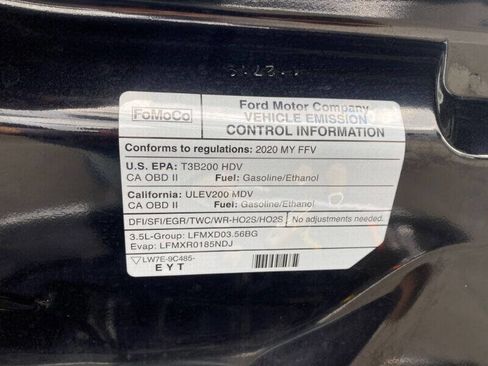 FoMoCo
Ford Motor Company
VEHICLE EMISSION
CONTROL INFORMATION
Conforms to regulations: 2020 MY FFV
U.S. EPA: T3B200 HDV
CA OBD II Fuel: Gasoline/Ethanol
California: ULEV200 MDV
CA OBD II Fuel: Gasoline/Ethanol
DFI/SFI/EGR/TWC/WR-HO2S/HO2S No adjustments needed.
3.5L-Group: LFMXD03.56BG
Evap: LFMXR0185NDJ
LW7E-9C485-
EYT